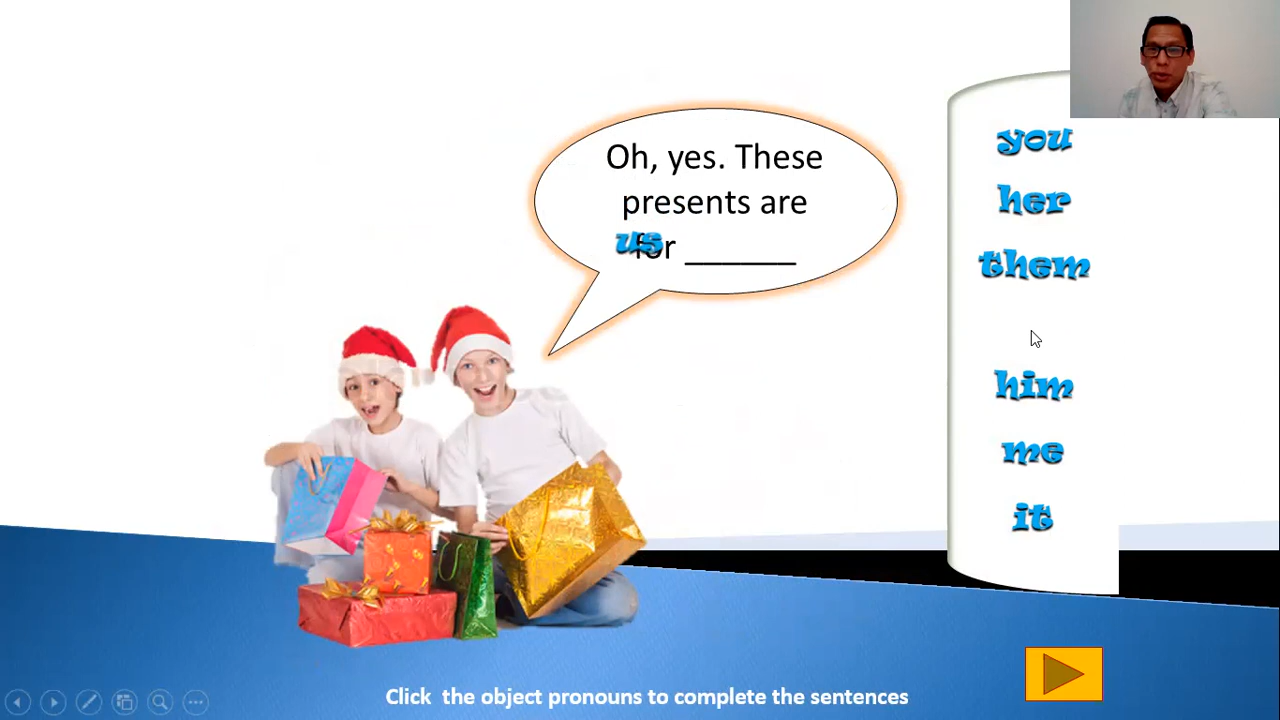 Oh, yes. These
presents are
for ______
us
you
her
them
him
me
it
Click the object pronouns to complete the sentences